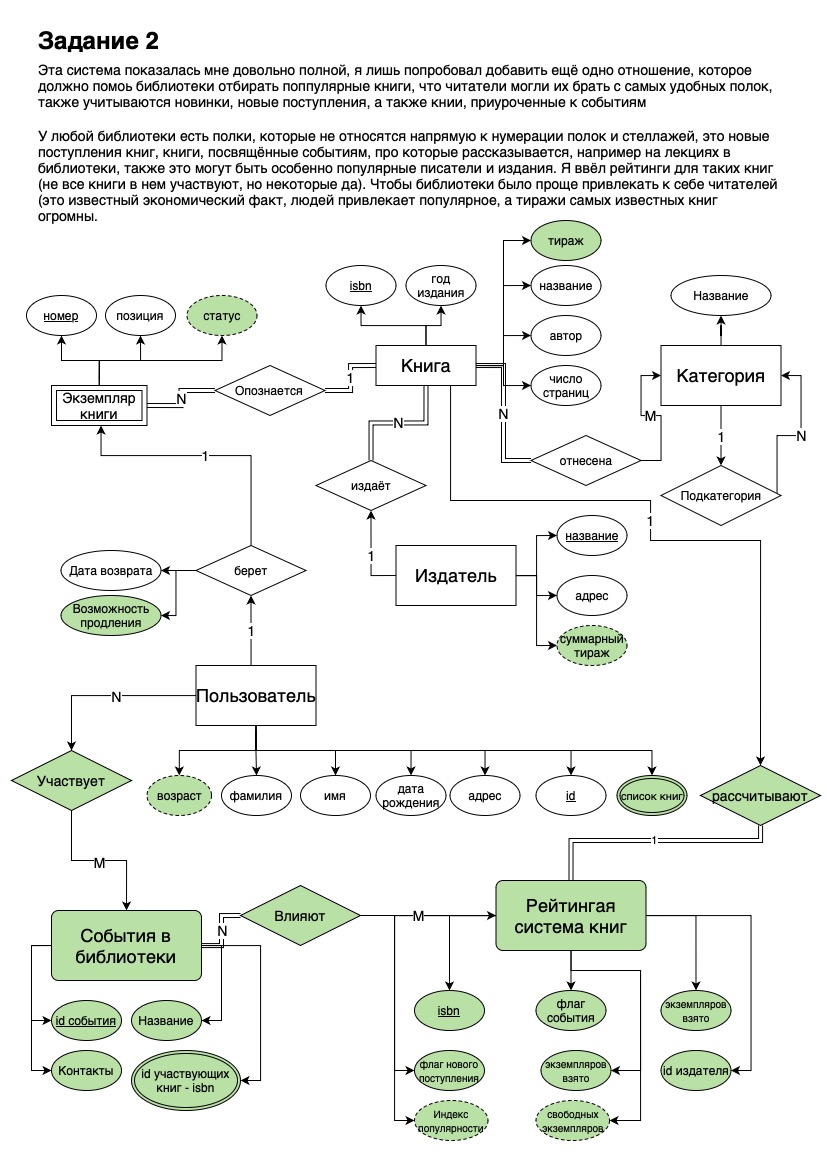 Задание 2
Эта система показалась мне довольно полной, я лишь попробовал добавить ещё одно отношение, которое
должно помоь библиотеки отбирать поппулярные книги, что читатели могли их брать с самых удобных полок,
также учитываются новинки, новые поступления, а также книи, приуроченные к событиям
У любой библиотеки есть полки, которые не относятся напрямую к нумерации полок и стеллажей, это новые
поступления книг, книги, посвящённые событиям, про которые рассказывается, например на лекциях в
библиотеки, также это могут быть особенно популярные писатели и издания. Я ввёл рейтинги для таких книг
(не все книги в нем участвуют, но некоторые да). Чтобы библиотеки было проще привлекать к себе читателей
(это известный экономический факт, людей привлекает популярное, а тиражи самых известных книг
огромны.
тираж
isbn
год
издания
название
Название
номер
позиция
статус
автор
Книга
Категория
1
число
страниц
Экземпляр
книги
N
Опознается
N
M
N
1
N
1
отнесена
издаёт
Подкатегория
1
название
1
Дата возврата
берет
Издатель
адрес
Возможность
продления
1
суммарный
тираж
Пользователь
N
Участвует
возраст
фамилия
имя
дата
рождения
адрес
id
список книг
рассчитывают
1
M
События в
библиотеки
N
Влияют
M
Рейтингая
система книг
id события
Название
isbn
флаг
события
экземпляров
взято
Контакты
id участвующих
книг - isbn
флаг нового
поступления
экземпляров
взято
id издателя
Индекс
популярности
свободных
экземпляров